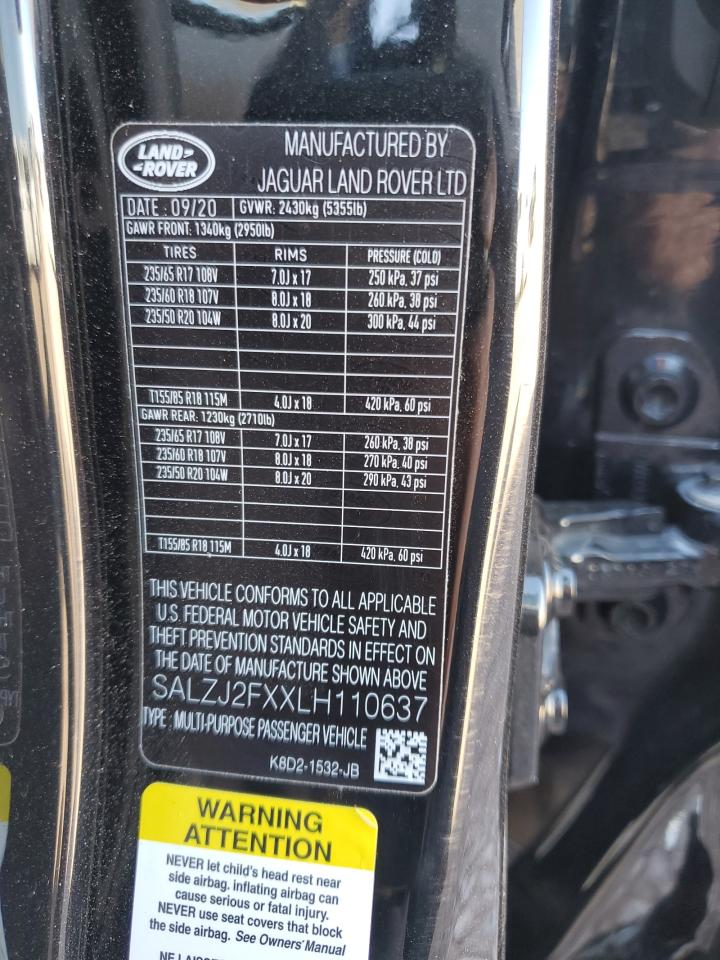 LAND-
-ROVER
MANUFACTURED BY
JAGUAR LAND ROVER LTD
DATE : 09/20 GVWR: 2430kg (5355lb)
GAWR FRONT: 1340kg (2950lb)
TIRES RIMS PRESSURE (COLD)
235/65 R17 108V 7.0J x 17 250 kPa, 37 psi
235/60 R18 107V 8.0J x 18 260 kPa, 38 psi
235/50 R20 104W 8.0J x 20 300 kPa, 44 psi
T155/85 R18 115M 4.0J x 18 420 kPa, 60 psi
GAWR REAR: 1230kg (2710lb)
235/65 R17 108V 7.0J x 17 260 kPa, 38 psi
235/60 R18 107V 8.0J x 18 270 kPa, 40 psi
235/50 R20 104W 8.0J x 20 290 kPa, 43 psi
T155/85 R18 115M 4.0J x 18 420 kPa, 60 psi
THIS VEHICLE CONFORMS TO ALL APPLICABLE
U.S. FEDERAL MOTOR VEHICLE SAFETY AND
THEFT PREVENTION STANDARDS IN EFFECT ON
THE DATE OF MANUFACTURE SHOWN ABOVE
SALZJ2FXXLH110637
TYPE : MULTI-PURPOSE PASSENGER VEHICLE
K8D2-1532-JB
WARNING
ATTENTION
NEVER let child's head rest near
side airbag, inflating airbag can
cause serious or fatal injury.
NEVER use seat covers that block
the side airbag. See Owners' Manual